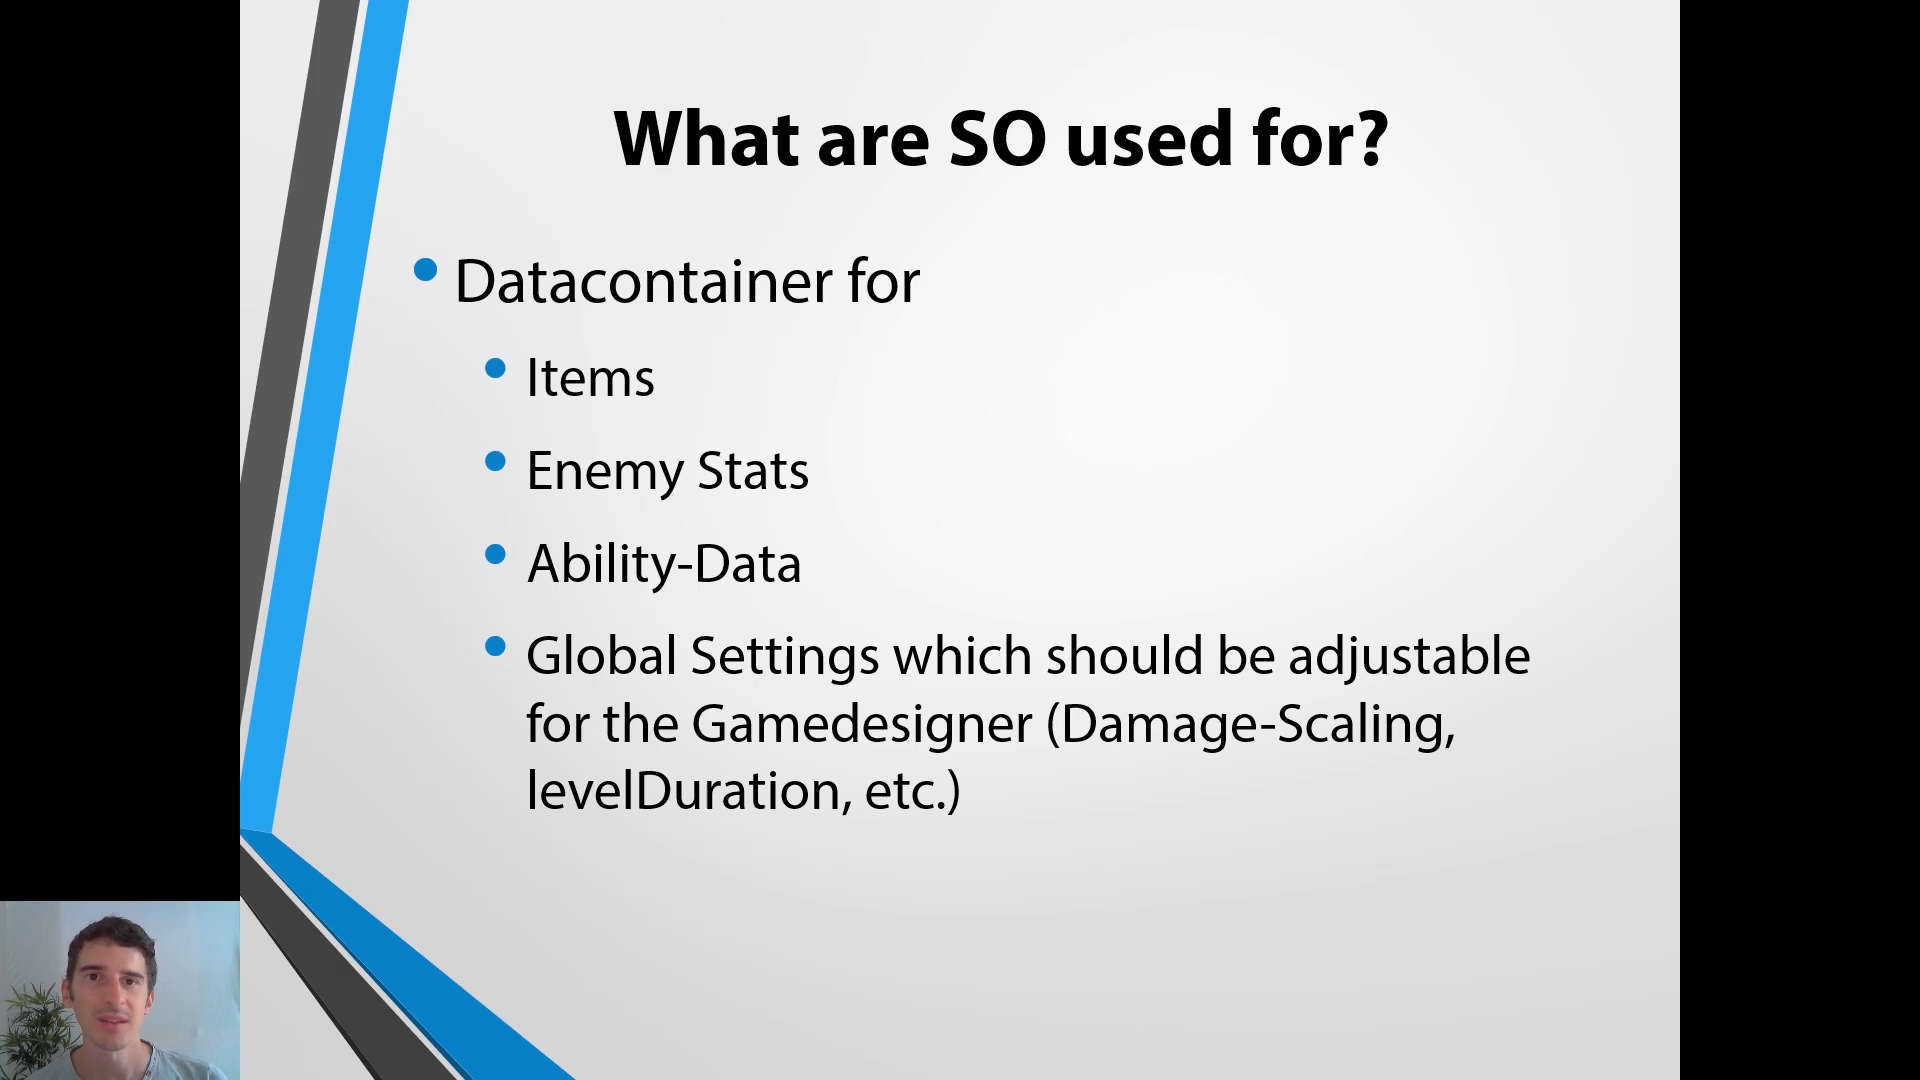 What are SO used for?
Datacontainer for
Items
Enemy Stats
Ability-Data
Global Settings which should be adjustable
for the Gamedesigner (Damage-Scaling,
levelDuration, etc.)